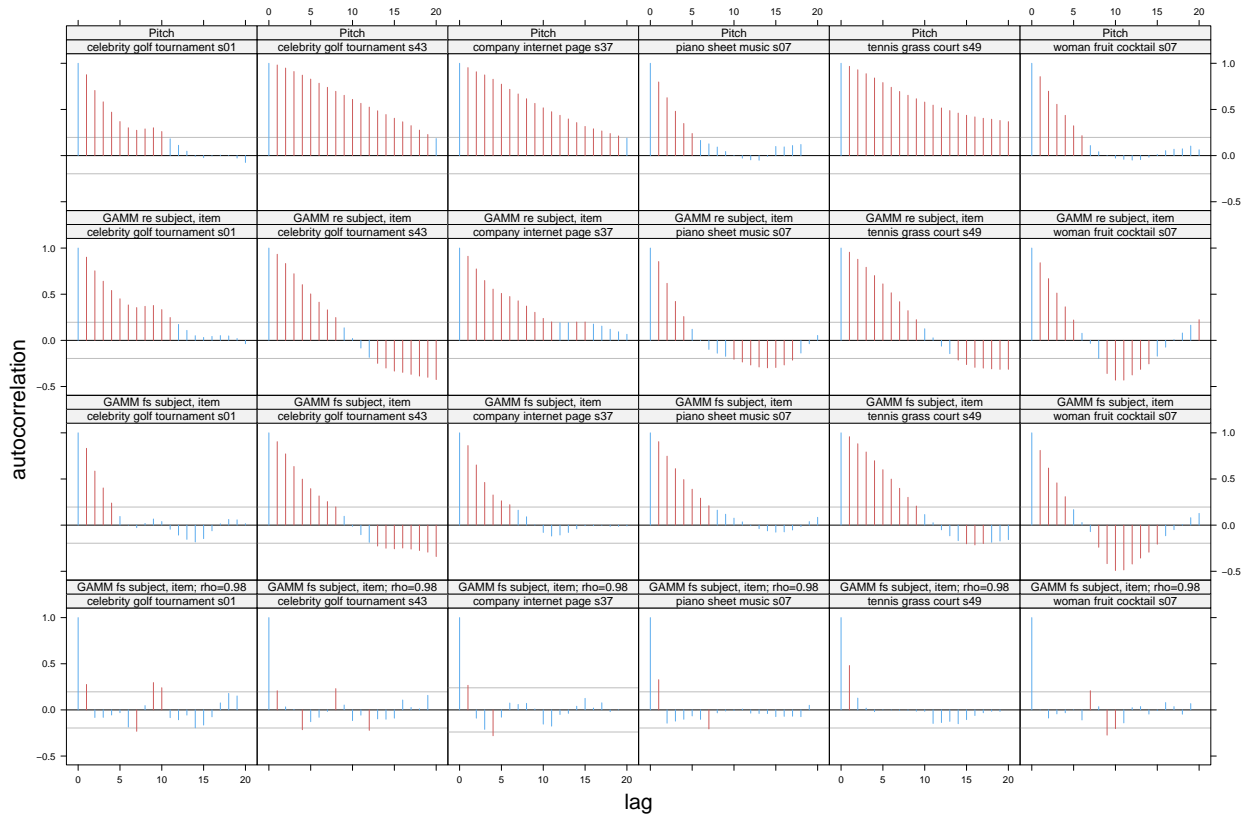 0 5 10 15 20 0 5 10 15 20 0 5 10 15 20
Pitch Pitch Pitch Pitch Pitch Pitch
celebrity golf tournament s01 celebrity golf tournament s43 company internet page s37 piano sheet music s07 tennis grass court s49 woman fruit cocktail s07
1.0
0.5
0.0
−0.5
GAMM re subject, item GAMM re subject, item GAMM re subject, item GAMM re subject, item GAMM re subject, item GAMM re subject, item
celebrity golf tournament s01 celebrity golf tournament s43 company internet page s37 piano sheet music s07 tennis grass court s49 woman fruit cocktail s07
1.0
0.5
0.0
−0.5
GAMM fs subject, item GAMM fs subject, item GAMM fs subject, item GAMM fs subject, item GAMM fs subject, item GAMM fs subject, item
celebrity golf tournament s01 celebrity golf tournament s43 company internet page s37 piano sheet music s07 tennis grass court s49 woman fruit cocktail s07
1.0
0.5
0.0
−0.5
GAMM fs subject, item; rho=0.98 GAMM fs subject, item; rho=0.98 GAMM fs subject, item; rho=0.98 GAMM fs subject, item; rho=0.98 GAMM fs subject, item; rho=0.98 GAMM fs subject, item; rho=0.98
celebrity golf tournament s01 celebrity golf tournament s43 company internet page s37 piano sheet music s07 tennis grass court s49 woman fruit cocktail s07
1.0
0.5
0.0
−0.5
0 5 10 15 20 0 5 10 15 20 0 5 10 15 20
autocorrelation
lag